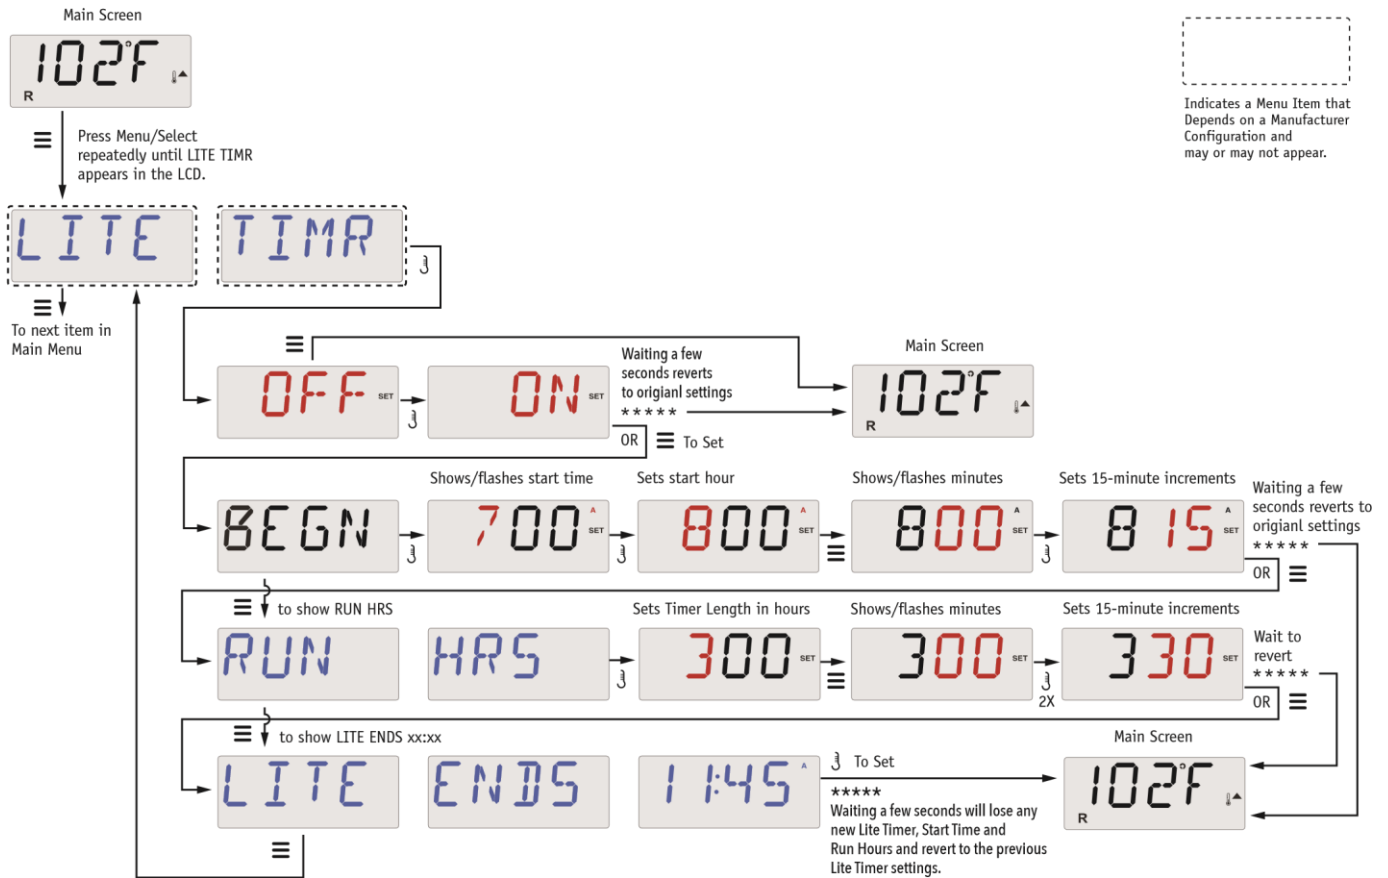 Main Screen
102°F
R
Press Menu/Select
repeatedly until LITE TIMR
appears in the LCD.
Indicates a Menu Item that
Depends on a Manufacturer
Configuration and
may or may not appear.
LITE TIMR
To next item in
Main Menu
OFF SET
ON SET
Waiting a few
seconds reverts
to origianl settings
*****
OR To Set
Main Screen
102°F
R
BEGN
Shows/flashes start time
700 A SET
Sets start hour
800 A SET
Shows/flashes minutes
800 A SET
Sets 15-minute increments
8 15 A SET
Waiting a few
seconds reverts to
origianl settings
*****
OR
to show RUN HRS
RUN HRS
Sets Timer Length in hours
300 SET
Shows/flashes minutes
300 SET
2X
Sets 15-minute increments
330 SET
Wait to
revert
*****
OR
to show LITE ENDS xx:xx
LITE ENDS 11:45 A
To Set
*****
Waiting a few seconds will lose any
new Lite Timer, Start Time and
Run Hours and revert to the previous
Lite Timer settings.
Main Screen
102°F
R